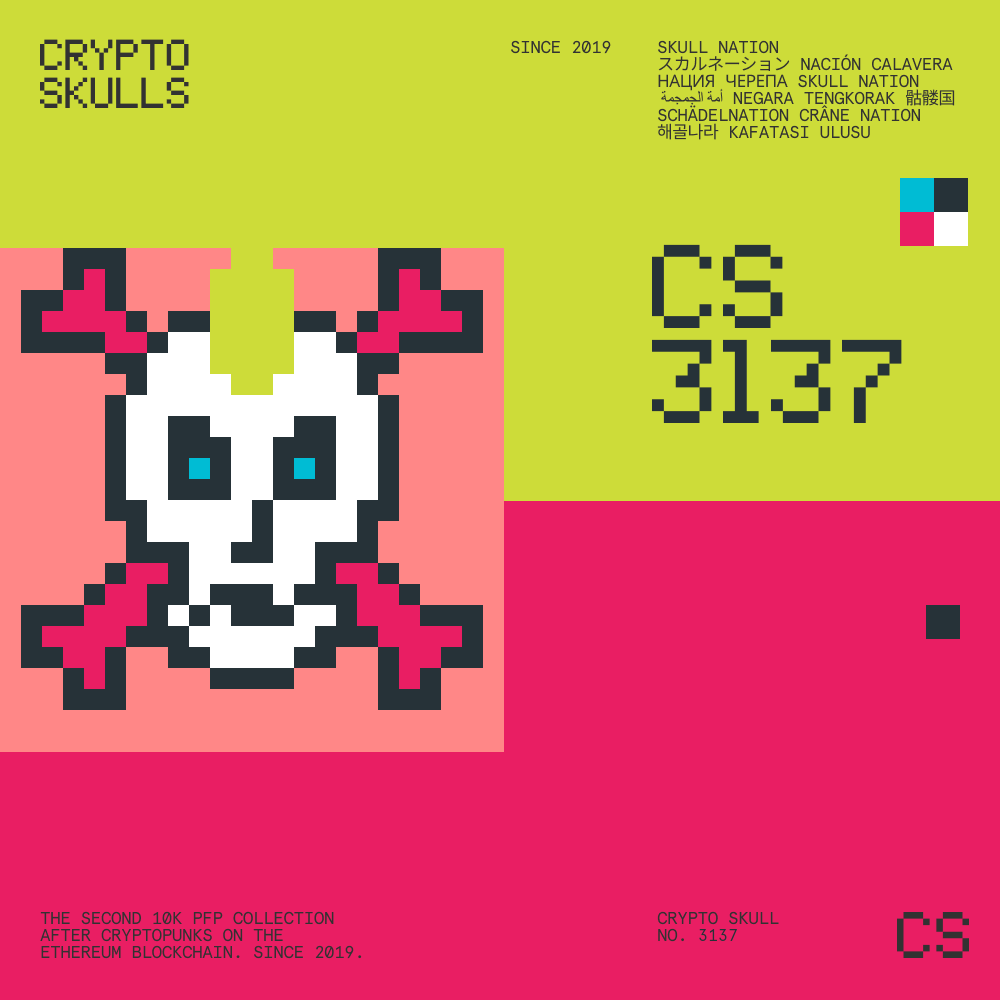 CRYPTO
SKULLS
SINCE 2019
SKULL NATION
スカルネーション NACIÓN CALAVERA
НАЦИЯ ЧЕРЕПА SKULL NATION
أمة الجمجمة NEGARA TENGKORAK 骷髅国
SCHÄDELNATION CRÂNE NATION
해골나라 KAFATASI ULUSU
CS
3137
THE SECOND 10K PFP COLLECTION
AFTER CRYPTOPUNKS ON THE
ETHEREUM BLOCKCHAIN. SINCE 2019.
CRYPTO SKULL
NO. 3137
CS